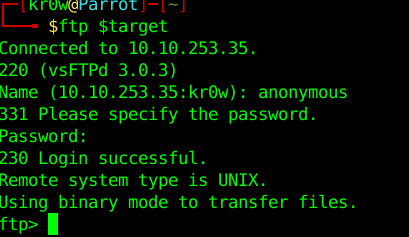 ┌─[kr0w@Parrot]─[~]
└──╼ $ftp $target
Connected to 10.10.253.35.
220 (vsFTPd 3.0.3)
Name (10.10.253.35:kr0w): anonymous
331 Please specify the password.
Password:
230 Login successful.
Remote system type is UNIX.
Using binary mode to transfer files.
ftp>